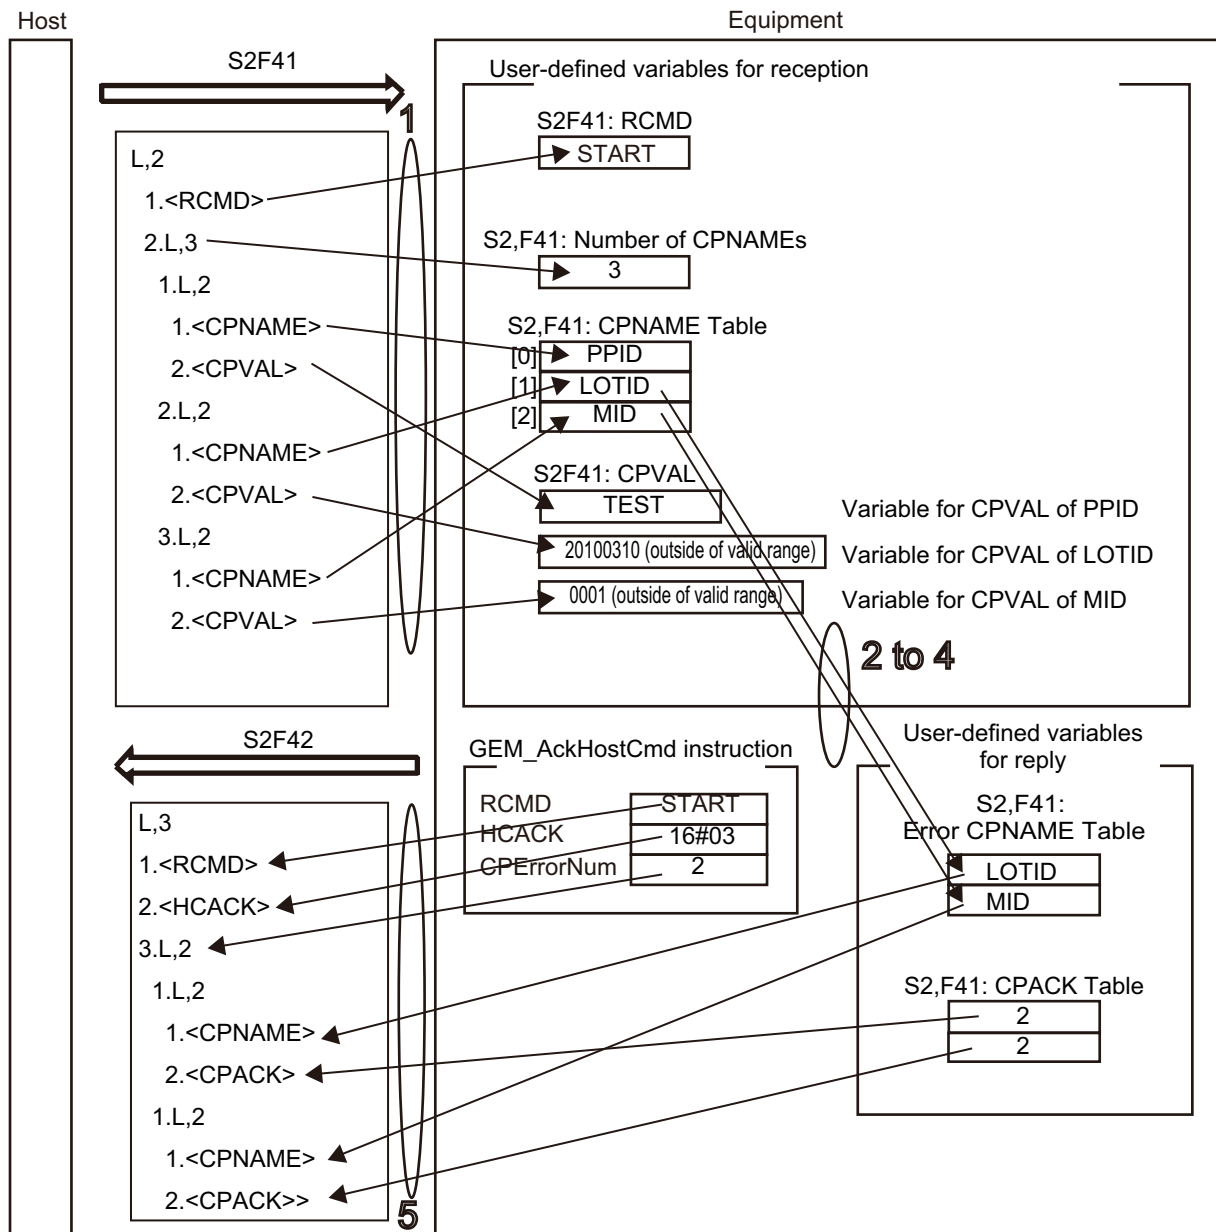 Host
Equipment
S2F41
1
L,2
1.<RCMD>
2.L,3
1.L,2
1.<CPNAME>
2.<CPVAL>
2.L,2
1.<CPNAME>
2.<CPVAL>
3.L,2
1.<CPNAME>
2.<CPVAL>
User-defined variables for reception
S2F41: RCMD
START
S2,F41: Number of CPNAMEs
3
S2,F41: CPNAME Table
[0] PPID
[1] LOTID
[2] MID
S2F41: CPVAL
TEST
Variable for CPVAL of PPID
20100310 (outside of valid range)
Variable for CPVAL of LOTID
0001 (outside of valid range)
Variable for CPVAL of MID
2 to 4
S2F42
L,3
1.<RCMD>
2.<HCACK>
3.L,2
1.L,2
1.<CPNAME>
2.<CPACK>
1.L,2
1.<CPNAME>
2.<CPACK>>
5
GEM_AckHostCmd instruction
RCMD START
HCACK 16#03
CPErrorNum 2
User-defined variables
for reply
S2,F41:
Error CPNAME Table
LOTID
MID
S2,F41: CPACK Table
2
2